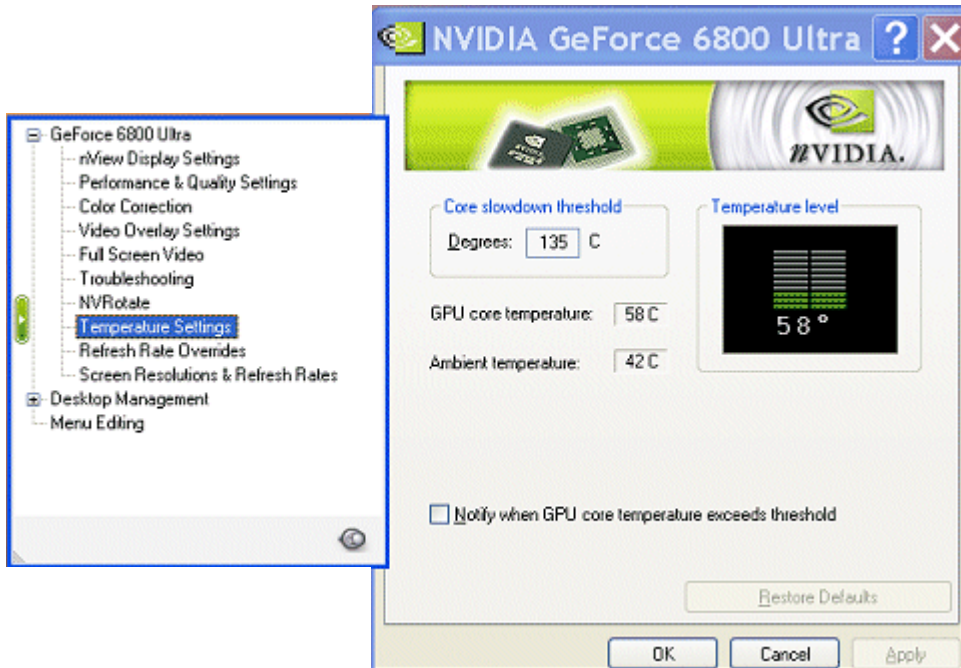 NVIDIA GeForce 6800 Ultra
nVIDIA.
GeForce 6800 Ultra
nView Display Settings
Performance & Quality Settings
Color Correction
Video Overlay Settings
Full Screen Video
Troubleshooting
NVRotate
Temperature Settings
Refresh Rate Overrides
Screen Resolutions & Refresh Rates
Desktop Management
Menu Editing
Core slowdown threshold
Degrees: 135 C
Temperature level
58°
GPU core temperature: 58 C
Ambient temperature: 42 C
Notify when GPU core temperature exceeds threshold
Restore Defaults
OK Cancel Apply